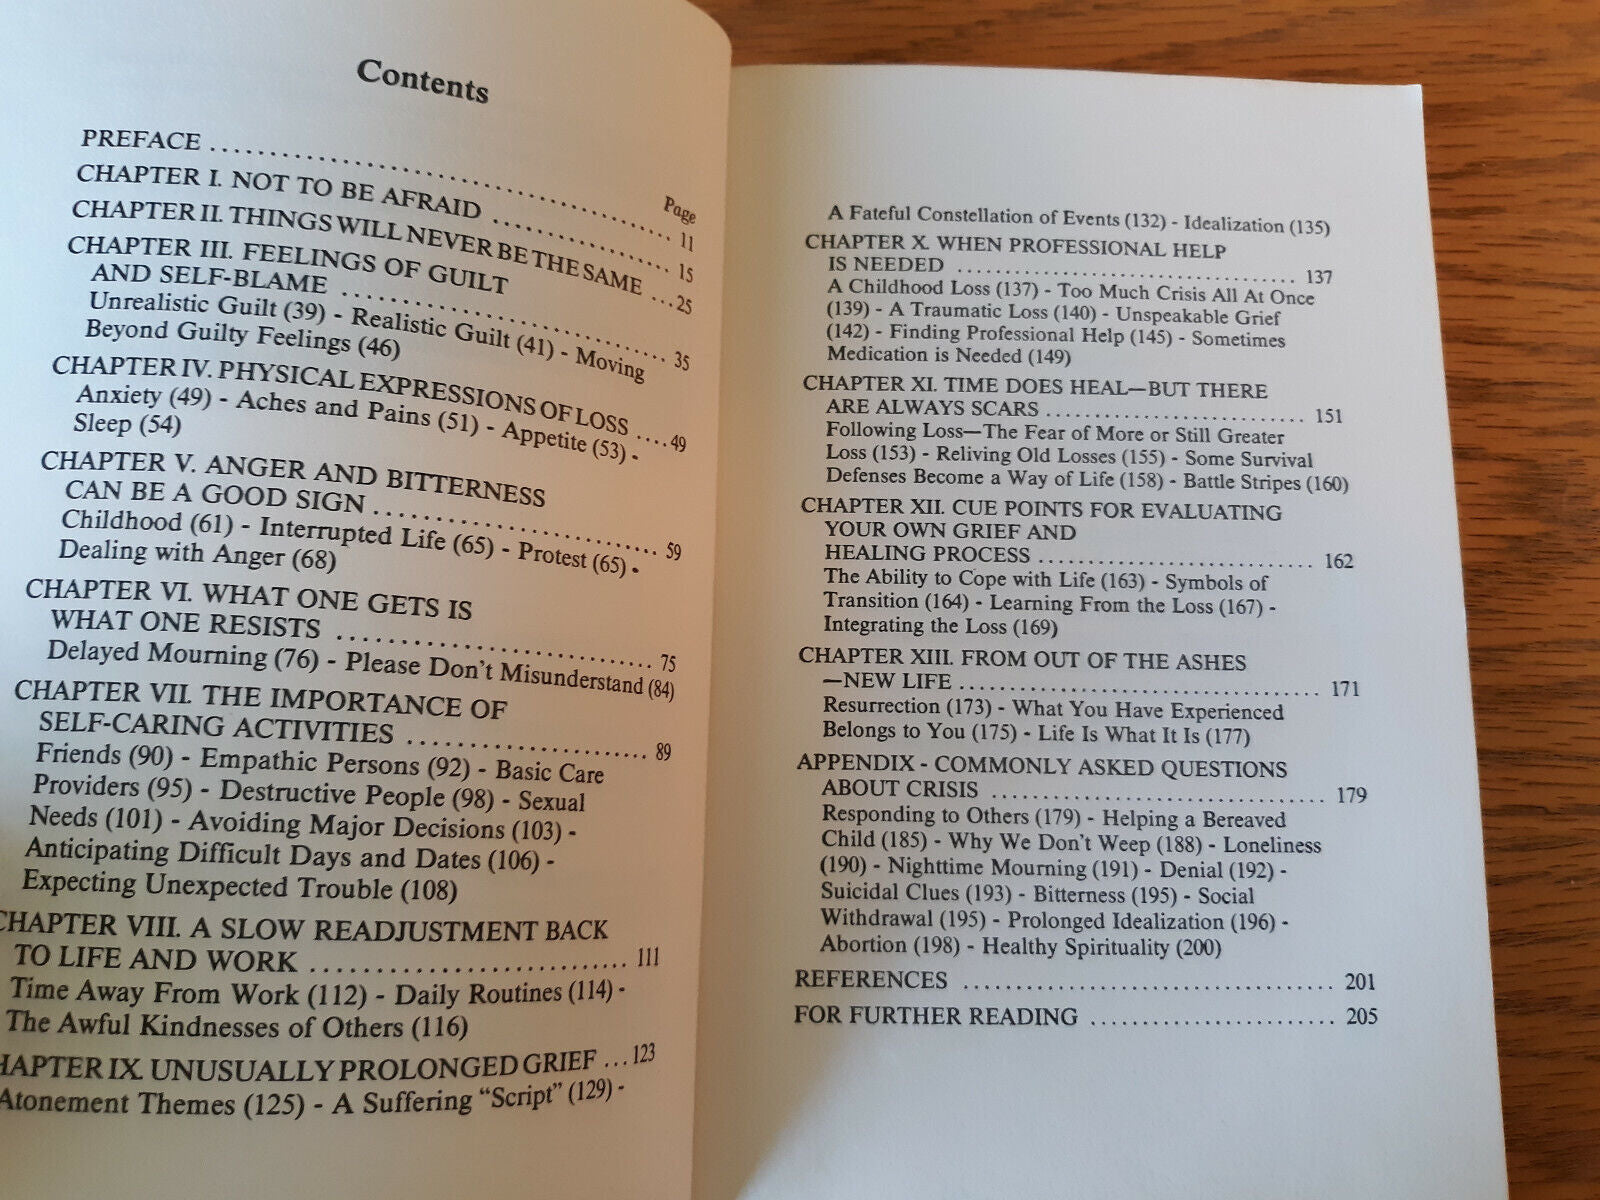 Contents
Page
PREFACE .............................. 11
CHAPTER I. NOT TO BE AFRAID .............. 15
CHAPTER II. THINGS WILL NEVER BE THE SAME ...25
CHAPTER III. FEELINGS OF GUILT
AND SELF-BLAME .......................... 35
Unrealistic Guilt (39) - Realistic Guilt (41) - Moving
Beyond Guilty Feelings (46)
CHAPTER IV. PHYSICAL EXPRESSIONS OF LOSS ....49
Anxiety (49) - Aches and Pains (51) - Appetite (53) -
Sleep (54)
CHAPTER V. ANGER AND BITTERNESS
CAN BE A GOOD SIGN ........................ 59
Childhood (61) - Interrupted Life (65) - Protest (65) -
Dealing with Anger (68)
CHAPTER VI. WHAT ONE GETS IS
WHAT ONE RESISTS .......................... 75
Delayed Mourning (76) - Please Don't Misunderstand (84)
CHAPTER VII. THE IMPORTANCE OF
SELF-CARING ACTIVITIES .................... 89
Friends (90) - Empathic Persons (92) - Basic Care
Providers (95) - Destructive People (98) - Sexual
Needs (101) - Avoiding Major Decisions (103) -
Anticipating Difficult Days and Dates (106) -
Expecting Unexpected Trouble (108)
CHAPTER VIII. A SLOW READJUSTMENT BACK
TO LIFE AND WORK .......................... 111
Time Away From Work (112) - Daily Routines (114) -
The Awful Kindnesses of Others (116)
HAPTER IX. UNUSUALLY PROLONGED GRIEF ...123
Atonement Themes (125) - A Suffering "Script" (129) -
A Fateful Constellation of Events (132) - Idealization (135)
CHAPTER X. WHEN PROFESSIONAL HELP
IS NEEDED .................................. 137
A Childhood Loss (137) - Too Much Crisis All At Once
(139) - A Traumatic Loss (140) - Unspeakable Grief
(142) - Finding Professional Help (145) - Sometimes
Medication is Needed (149)
CHAPTER XI. TIME DOES HEAL—BUT THERE
ARE ALWAYS SCARS .......................... 151
Following Loss—The Fear of More or Still Greater
Loss (153) - Reliving Old Losses (155) - Some Survival
Defenses Become a Way of Life (158) - Battle Stripes (160)
CHAPTER XII. CUE POINTS FOR EVALUATING
YOUR OWN GRIEF AND
HEALING PROCESS ............................ 162
The Ability to Cope with Life (163) - Symbols of
Transition (164) - Learning From the Loss (167) -
Integrating the Loss (169)
CHAPTER XIII. FROM OUT OF THE ASHES
—NEW LIFE .................................. 171
Resurrection (173) - What You Have Experienced
Belongs to You (175) - Life Is What It Is (177)
APPENDIX - COMMONLY ASKED QUESTIONS
ABOUT CRISIS ................................ 179
Responding to Others (179) - Helping a Bereaved
Child (185) - Why We Don't Weep (188) - Loneliness
(190) - Nighttime Mourning (191) - Denial (192) -
Suicidal Clues (193) - Bitterness (195) - Social
Withdrawal (195) - Prolonged Idealization (196) -
Abortion (198) - Healthy Spirituality (200)
REFERENCES .................................. 201
FOR FURTHER READING ........................ 205